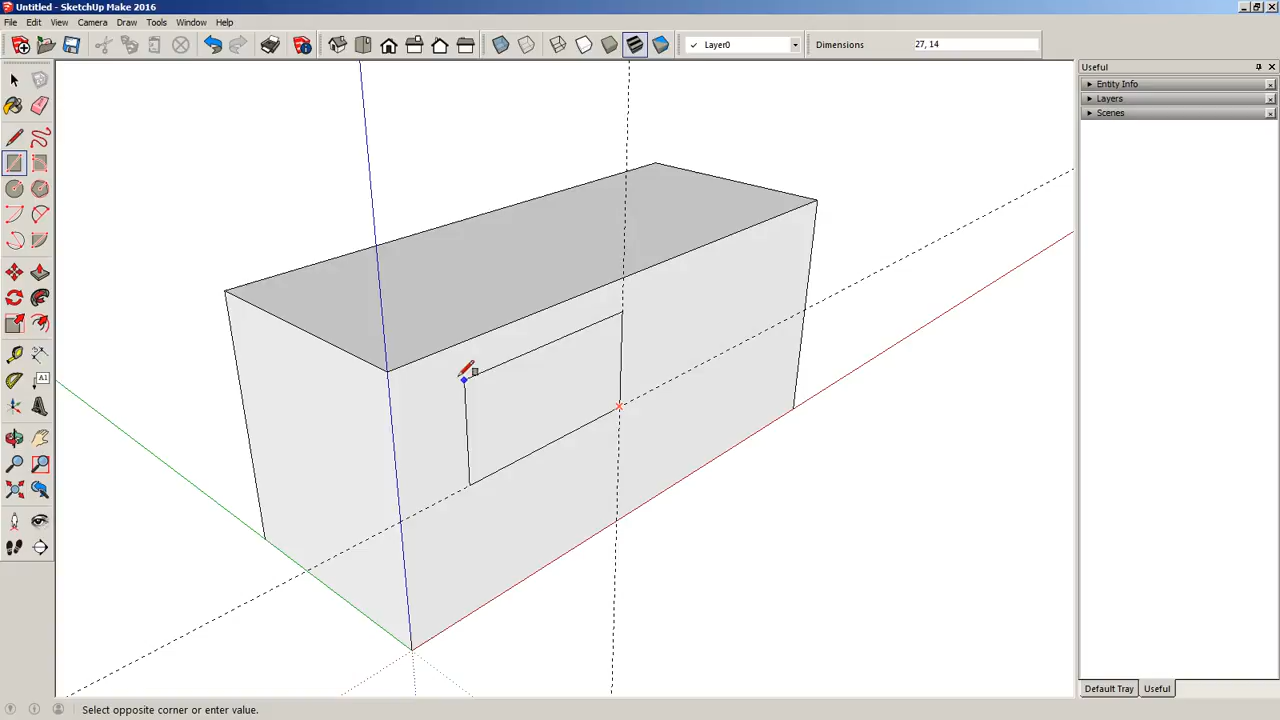 Untitled - SketchUp Make 2016
File Edit View Camera Draw Tools Window Help
✓ Layer0 Dimensions 27, 14
Useful
Entity Info
Layers
Scenes
A1
Default Tray Useful
Select opposite corner or enter value.